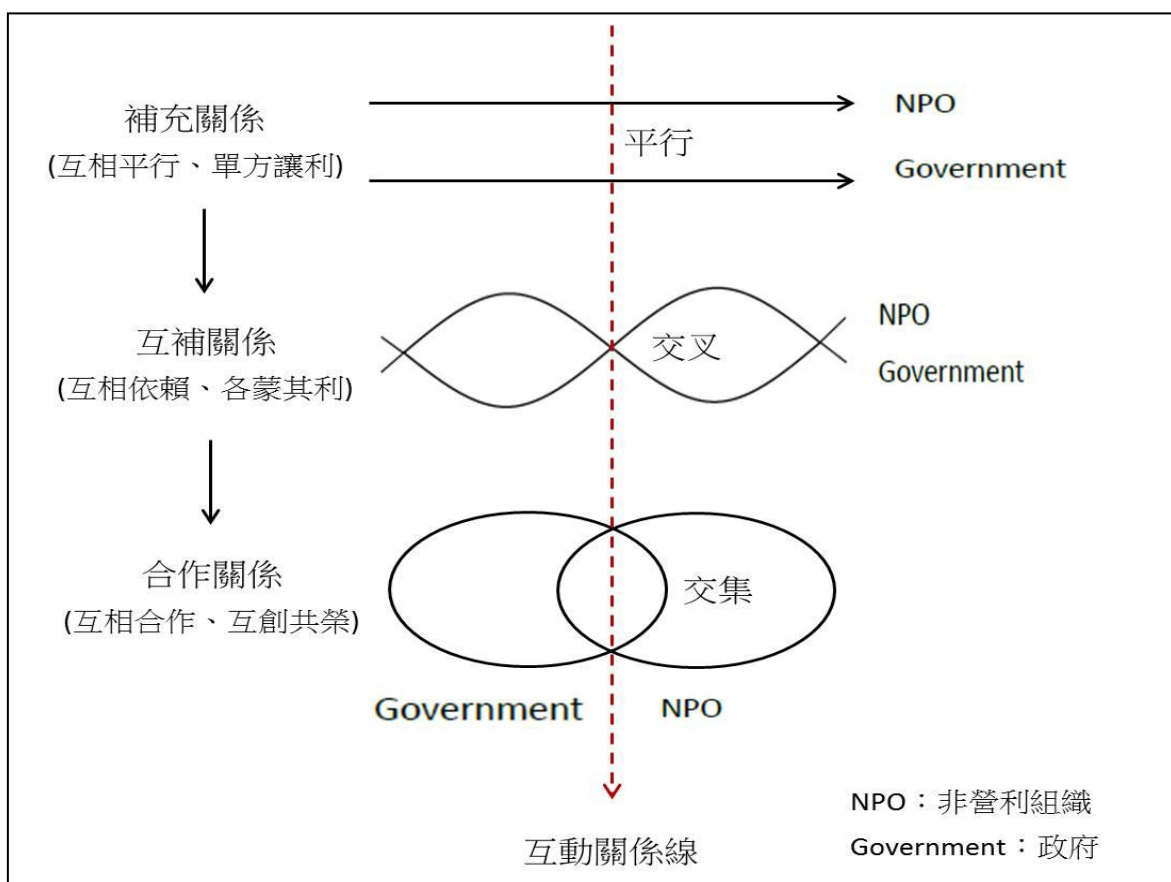 補充關係
(互相平行、單方讓利)
平行
NPO
Government
互補關係
(互相依賴、各蒙其利)
交叉
NPO
Government
合作關係
(互相合作、互創共榮)
交集
Government
NPO
互動關係線
NPO：非營利組織
Government：政府